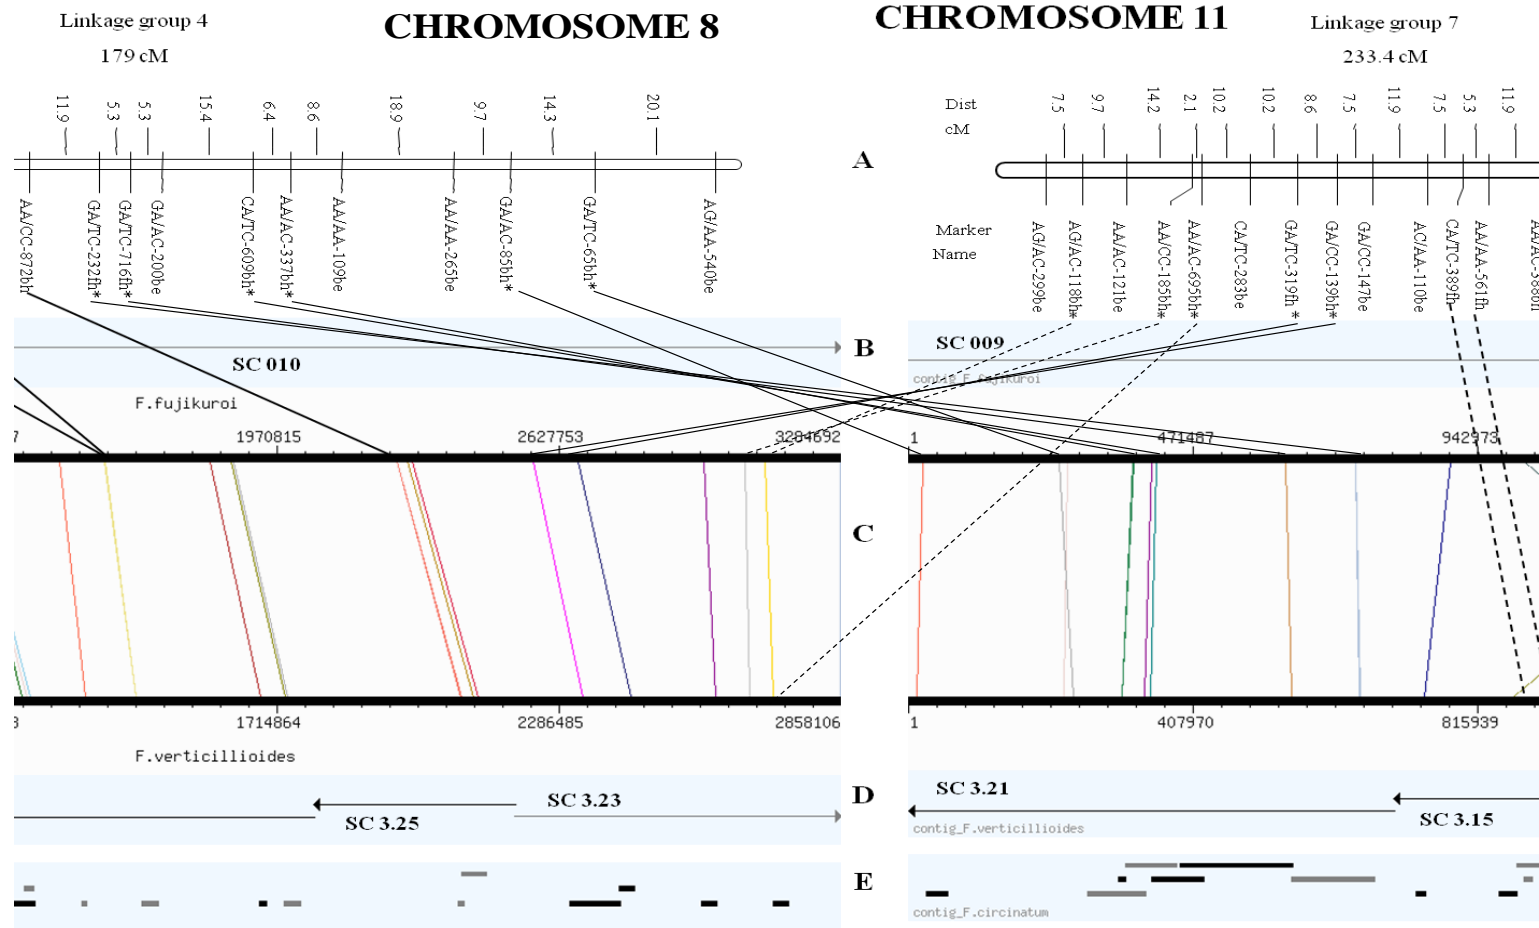 Linkage group 4
179 cM
CHROMOSOME 8
CHROMOSOME 11
Linkage group 7
233.4 cM
11.9
5.3
5.3
15.4
6.4
8.6
18.9
9.7
14.3
20.1
Dist
cM
7.5
9.7
14.2
2.1
10.2
10.2
8.6
7.5
11.9
7.5
5.3
11.9
A
AA/CC-872bh
GA/TC-232fh*
GA/TC-716fh*
GA/AC-200be
CA/TC-609bh*
AA/AC-337bh*
AA/AA-109be
AA/AA-265be
GA/AC-85bh*
GA/TC-65bh*
AG/AA-540be
Marker
Name
AG/AC-299be
AG/AC-118bh*
AA/AC-121be
AA/CC-185bh*
AA/AC-695bh*
CA/TC-283be
GA/TC-319fh*
GA/CC-139bh*
GA/CC-147be
AC/AA-110be
CA/TC-389fh
AA/AA-561fh
SC 010
B
SC 009
contig_F.fujikuroi
F.fujikuroi
7
1970815
2627753
3284692
1
471487
942973
C
3
1714864
2286485
2858106
1
407970
815939
F.verticillioides
SC 3.23
SC 3.25
D
SC 3.21
SC 3.15
contig_F.verticillioides
E
contig_F.circinatum